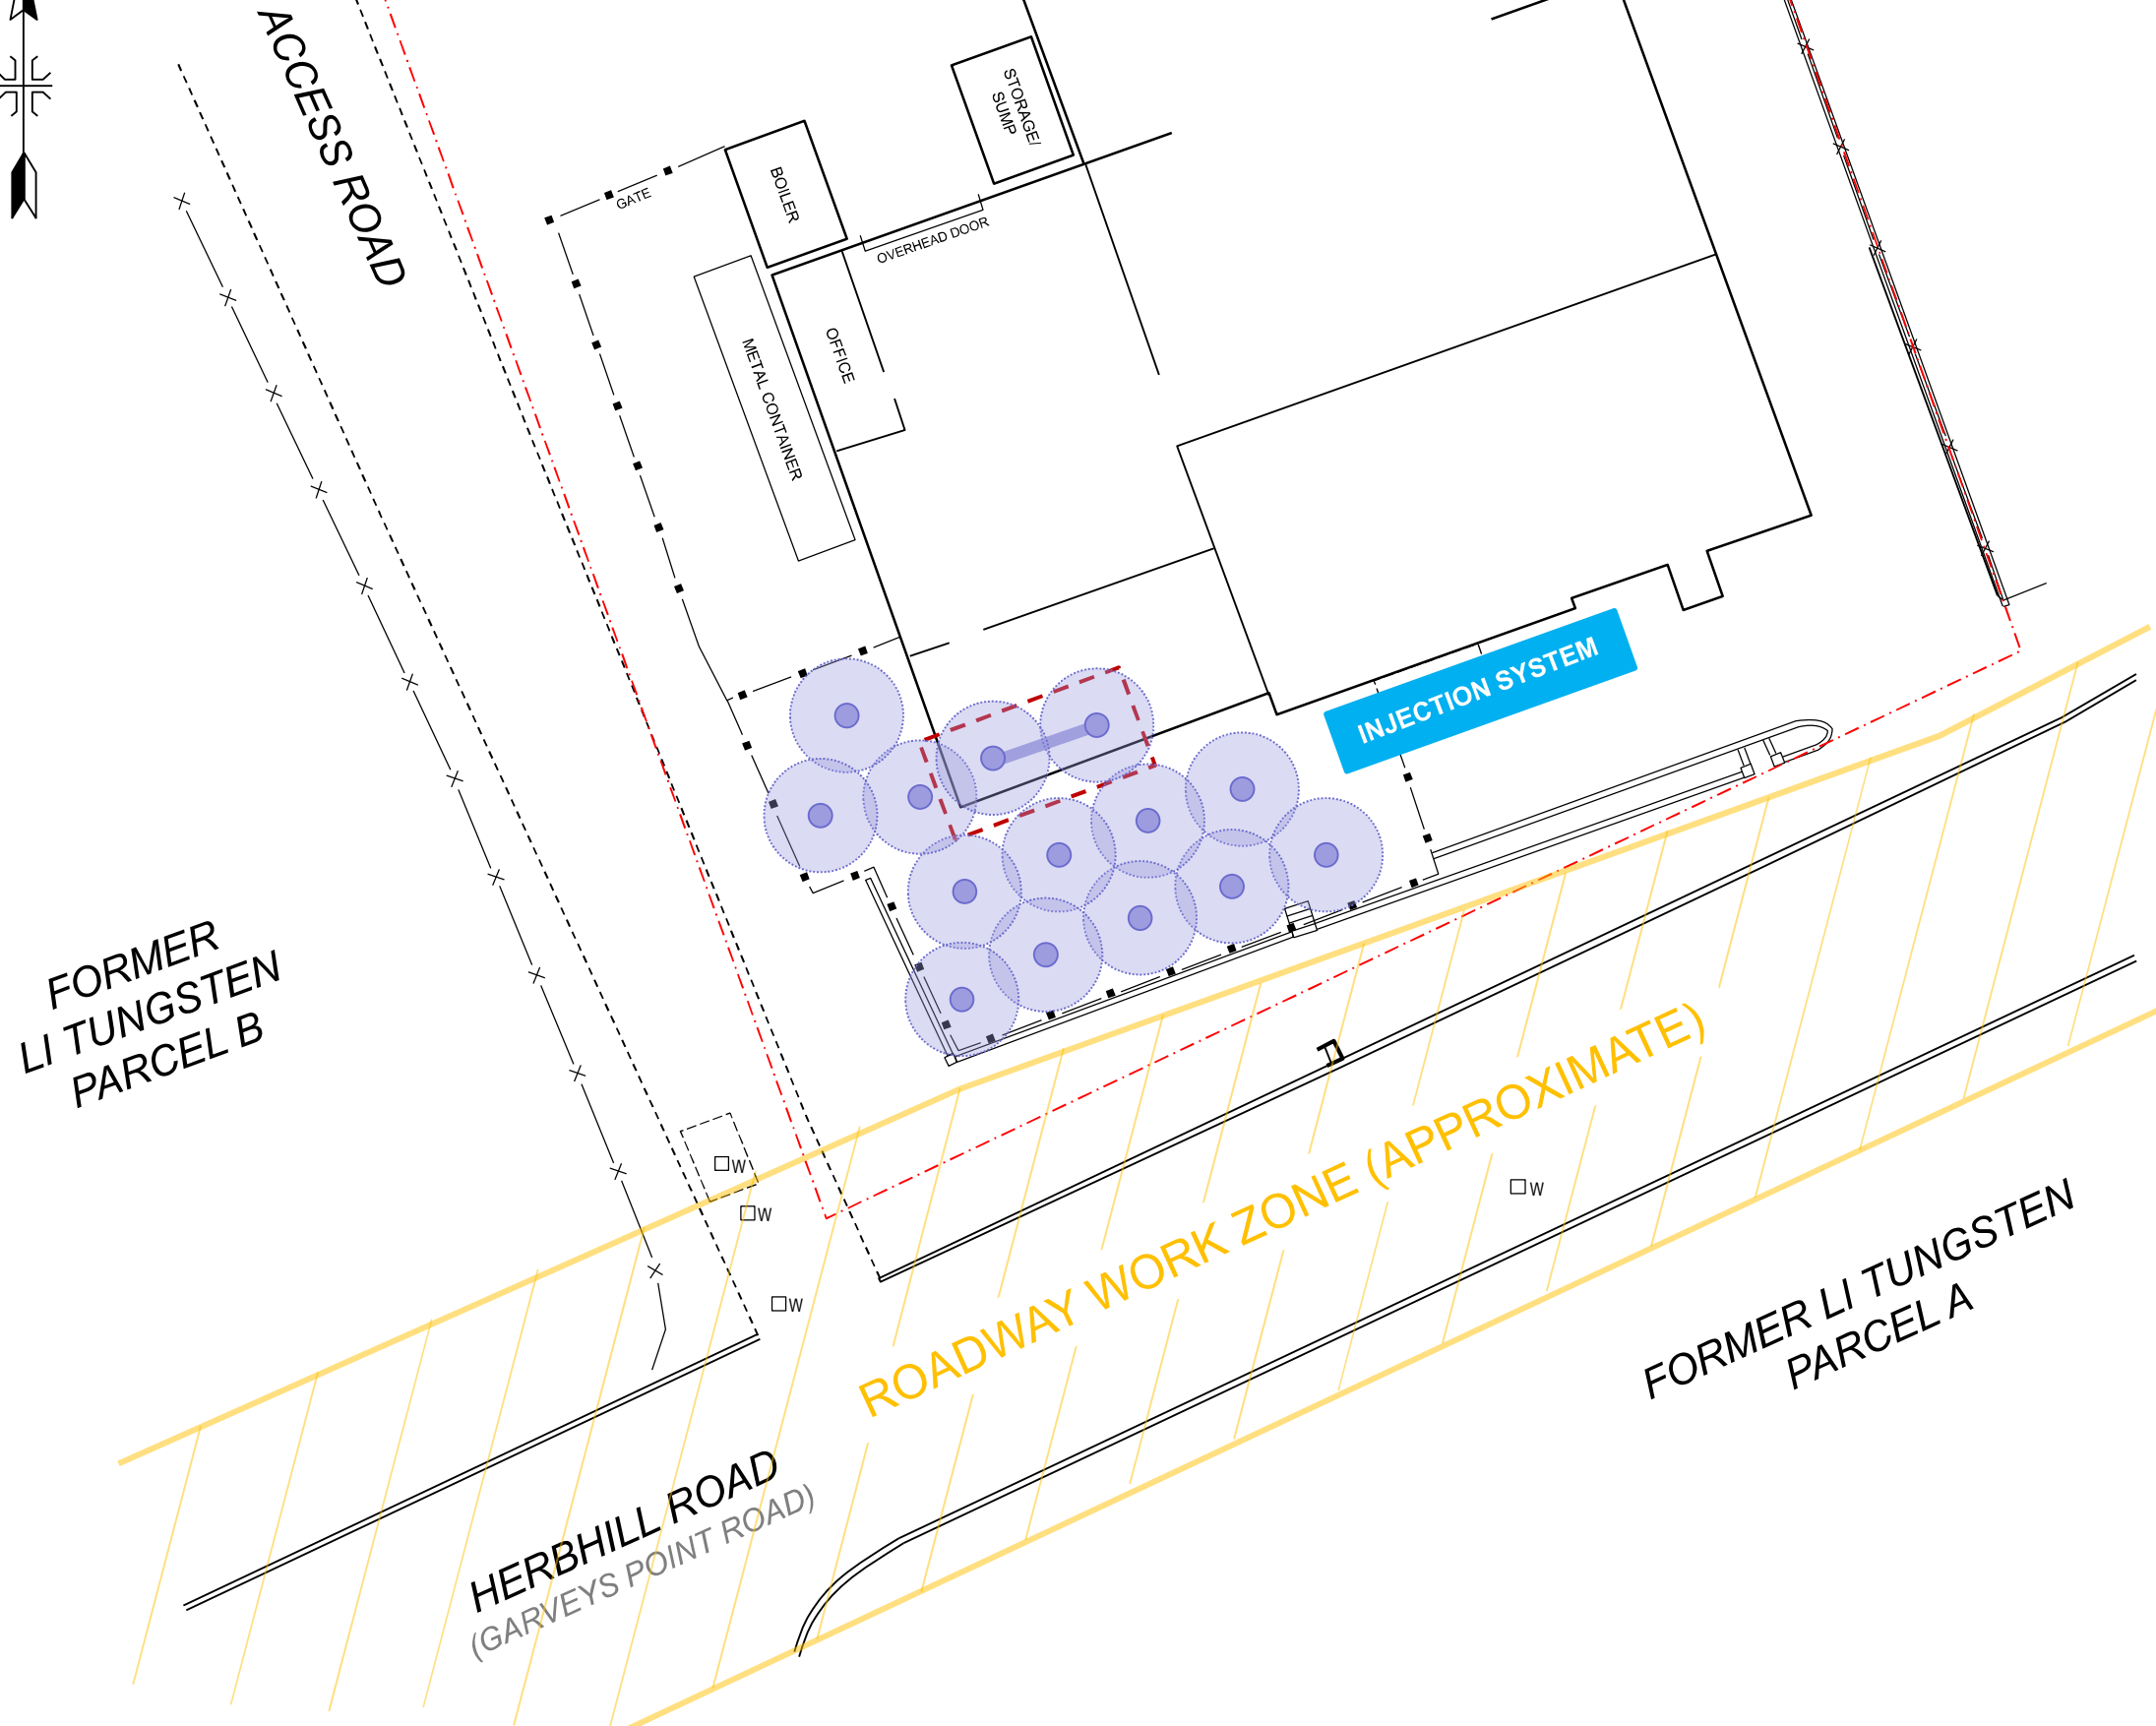 ACCESS ROAD
STORAGE/
SUMP
BOILER
GATE
OVERHEAD DOOR
OFFICE
METAL CONTAINER
INJECTION SYSTEM
FORMER
LI TUNGSTEN
PARCEL B
W
W
W
W
ROADWAY WORK ZONE (APPROXIMATE)
FORMER LI TUNGSTEN
PARCEL A
HERBHILL ROAD
(GARVEYS POINT ROAD)